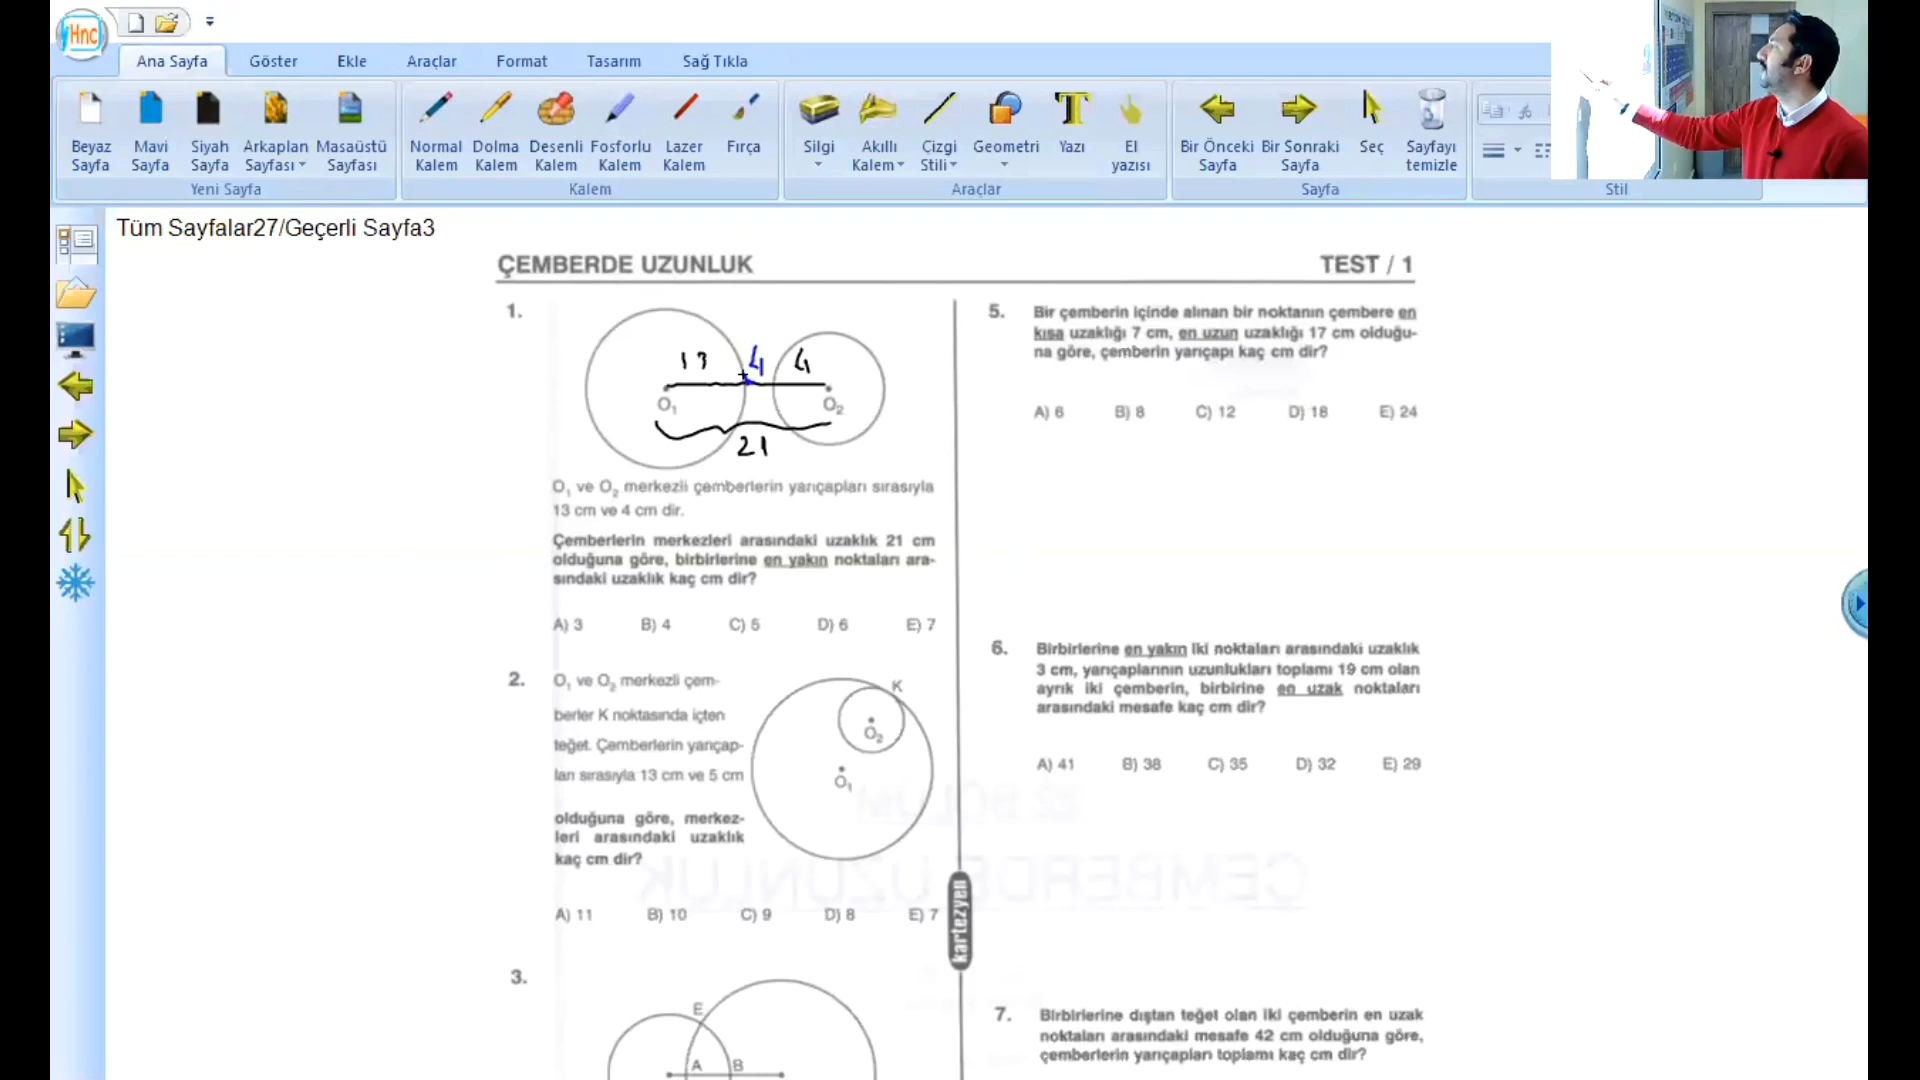 Hnc
Ana Sayfa Göster Ekle Araçlar Format Tasarım Sağ Tıkla
Beyaz Sayfa
Mavi Sayfa
Siyah Sayfa
Arkaplan Sayfası
Masaüstü Sayfası
Normal Kalem
Dolma Kalem
Desenli Kalem
Fosforlu Kalem
Lazer Kalem
Fırça
Silgi
Akıllı Kalem
Çizgi Stili
Geometri
Yazı
El yazısı
Bir Önceki Sayfa
Bir Sonraki Sayfa
Seç
Sayfayı temizle
Yeni Sayfa Kalem Araçlar Sayfa Stil
Tüm Sayfalar27/Geçerli Sayfa3
ÇEMBERDE UZUNLUK TEST / 1
1.
13 4 4
O1 O2
21
O1 ve O2 merkezli çemberlerin yarıçapları sırasıyla
13 cm ve 4 cm dir.
Çemberlerin merkezleri arasındaki uzaklık 21 cm
olduğuna göre, birbirlerine en yakın noktaları ara-
sındaki uzaklık kaç cm dir?
A) 3 B) 4 C) 5 D) 6 E) 7
2. O1 ve O2 merkezli çem-
berler K noktasında içten
teğet. Çemberlerin yarıçap-
ları sırasıyla 13 cm ve 5 cm
olduğuna göre, merkez-
leri arasındaki uzaklık
kaç cm dir?
K
O2
O1
A) 11 B) 10 C) 9 D) 8 E) 7
3.
E
A B
kartezyen
5. Bir çemberin içinde alınan bir noktanın çembere en
kısa uzaklığı 7 cm, en uzun uzaklığı 17 cm olduğu-
na göre, çemberin yarıçapı kaç cm dir?
A) 6 B) 8 C) 12 D) 18 E) 24
6. Birbirlerine en yakın iki noktaları arasındaki uzaklık
3 cm, yarıçaplarının uzunlukları toplamı 19 cm olan
ayrık iki çemberin, birbirine en uzak noktaları
arasındaki mesafe kaç cm dir?
A) 41 B) 38 C) 35 D) 32 E) 29
7. Birbirlerine dıştan teğet olan iki çemberin en uzak
noktaları arasındaki mesafe 42 cm olduğuna göre,
çemberlerin yarıçapları toplamı kaç cm dir?